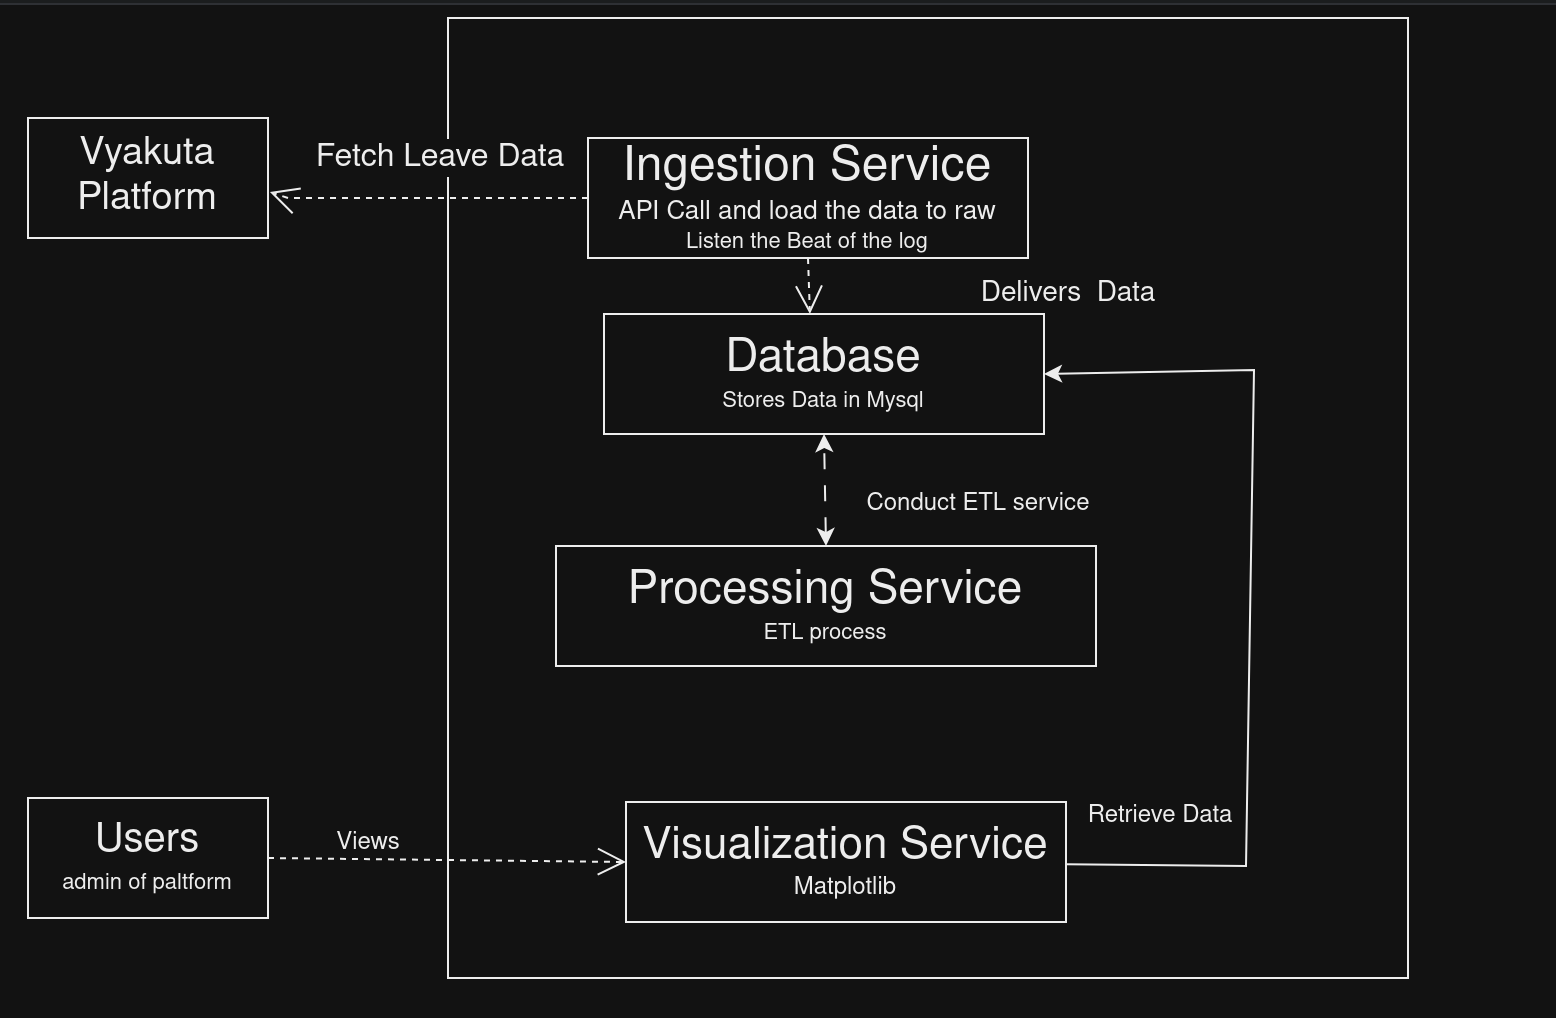 Vyakuta
Platform
Fetch Leave Data
Ingestion Service
API Call and load the data to raw
Listen the Beat of the log
Delivers  Data
Database
Stores Data in Mysql
Conduct ETL service
Processing Service
ETL process
Users
admin of paltform
Views
Visualization Service
Matplotlib
Retrieve Data